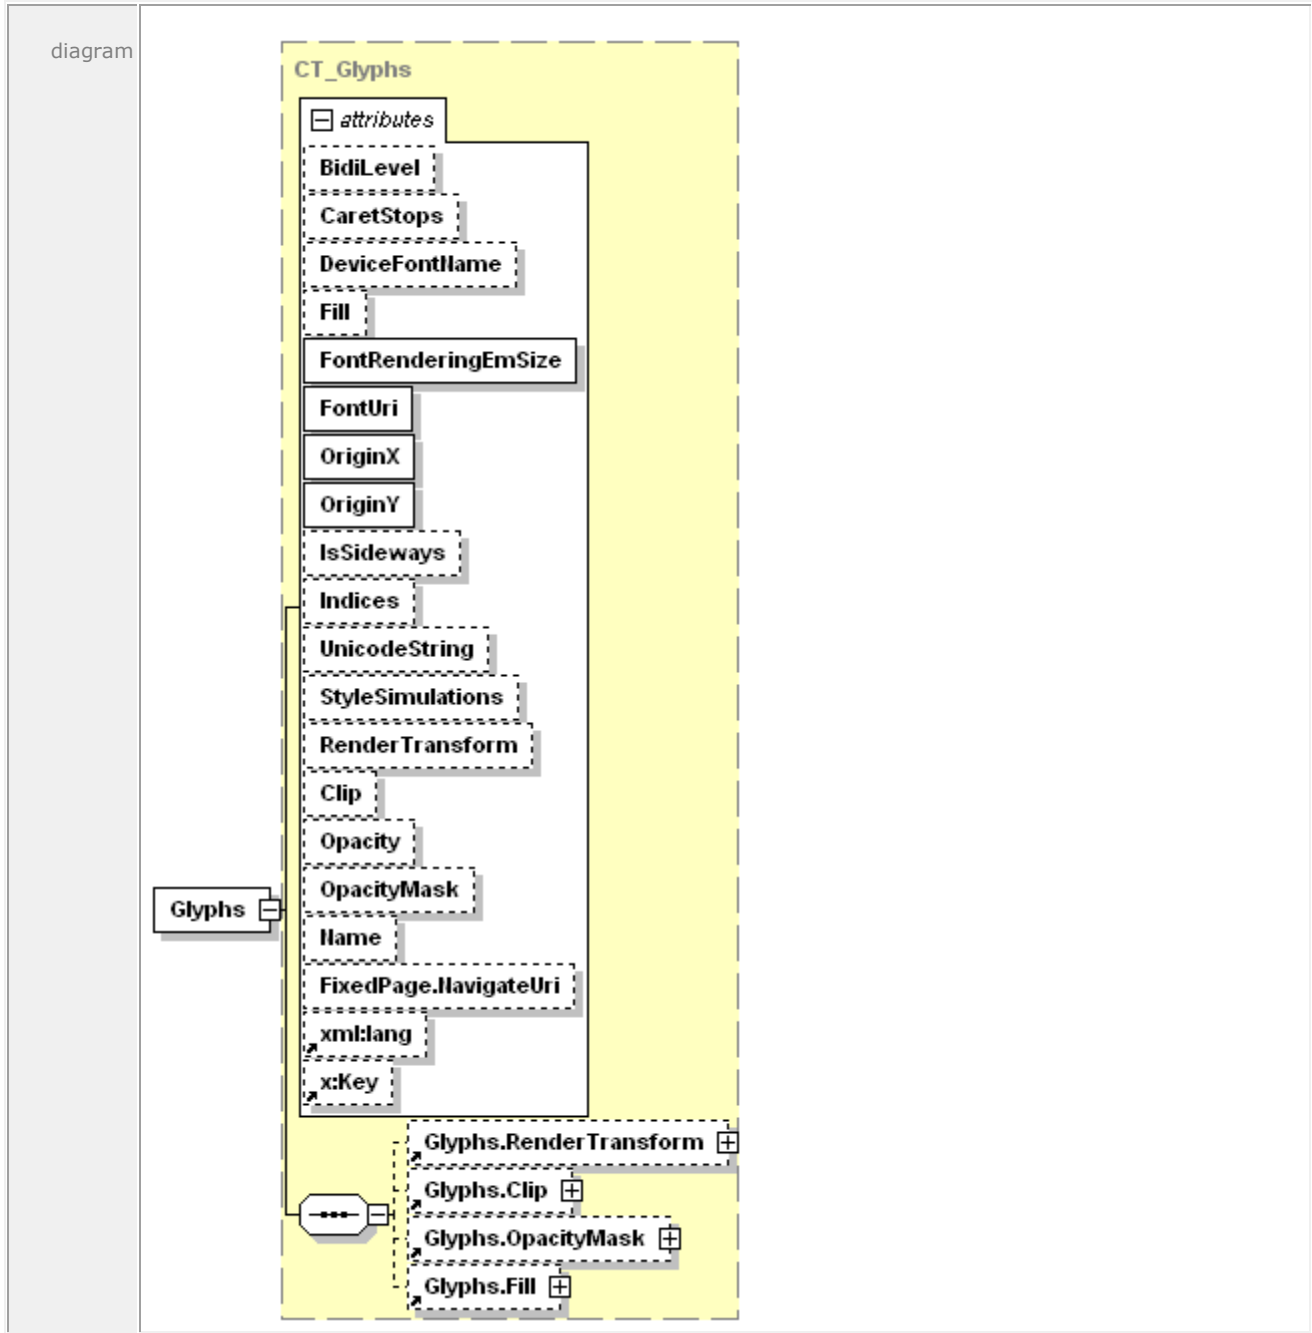 diagram
CT_Glyphs
attributes
BidiLevel
CaretStops
DeviceFontName
Fill
FontRenderingEmSize
FontUri
OriginX
OriginY
IsSideways
Indices
UnicodeString
StyleSimulations
RenderTransform
Clip
Opacity
OpacityMask
Glyphs
Name
FixedPage.NavigateUri
xml:lang
x:Key
Glyphs.RenderTransform
Glyphs.Clip
Glyphs.OpacityMask
Glyphs.Fill